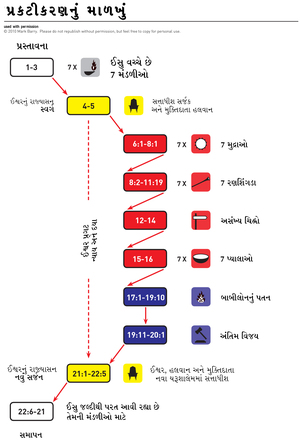 પ્રકટીકરણનું માળખું
used with permission
© 2010 Mark Barry. Please do not republish without permission, but feel free to copy for personal use.
પ્રસ્તાવના
1-3
7 X
ઈસુ વચ્ચે છે
7 મંડળીઓ
ઈશ્વરનું રાજ્યાસન
સ્વર્ગ
4-5
સત્તાધીશ સર્જક
અને મુક્તિદાતા હલવાન
6:1-8:1
7 X
7 મુદ્રાઓ
8:2-11:19
7 X
7 રણશિંગડા
12-14
અસંખ્ય ચિહ્નો
15-16
7 X
7 પ્યાલાઓ
17:1-19:10
બાબીલોનનું પતન
19:11-20:1
અંતિમ વિજય
ઈશ્વરનું રાજ્યાસન
નવું સર્જન
21:1-22:5
ઈશ્વર, હલવાન અને મુક્તિદાતા
નવા યરૂશાલેમમાં સત્તાધીશ
22:6-21
ઈસુ જલ્દીથી પરત આવી રહ્યા છે
તેમની મંડળીઓ માટે
સમાપન